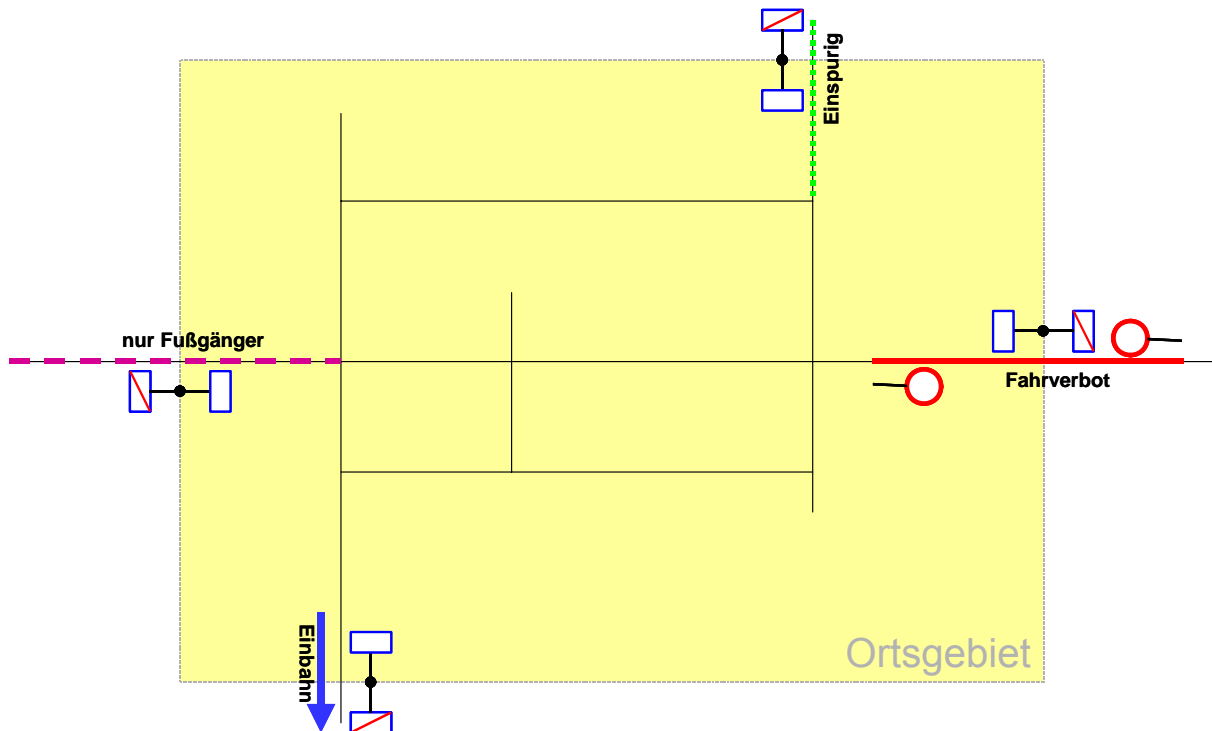 Einspurig
nur Fußgänger
Fahrverbot
Einbahn
Ortsgebiet